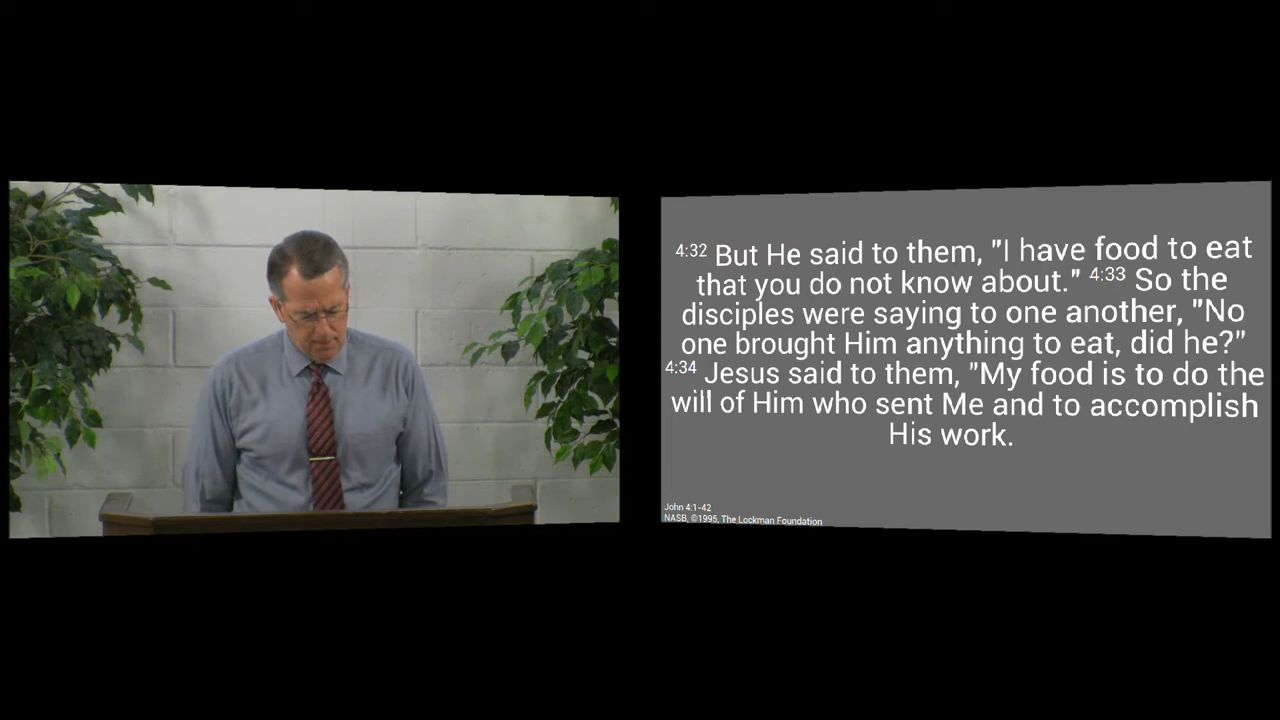 4:32 But He said to them, "I have food to eat
that you do not know about." 4:33 So the
disciples were saying to one another, "No
one brought Him anything to eat, did he?"
4:34 Jesus said to them, "My food is to do the
will of Him who sent Me and to accomplish
His work.
John 4:1-42
NASB, ©1995, The Lockman Foundation